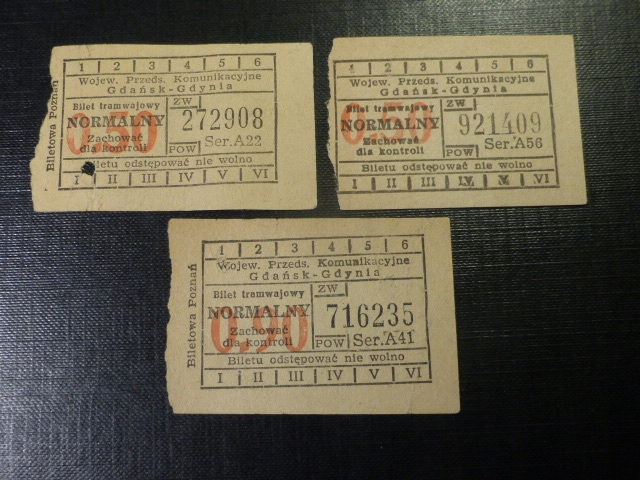 1 2 3 4 5 6
Wojew. Przeds. Komunikacyjne
Gdańsk-Gdynia
Bilet tramwajowy
NORMALNY
Zachować
dla kontroli
ZW
272908
POW
Ser.A22
Biletu odstępować nie wolno
I II III IV V VI
Biletowa Poznań
1 2 3 4 5 6
Wojew. Przeds. Komunikacyjne
Gdańsk-Gdynia
Bilet tramwajowy
NORMALNY
Zachować
dla kontroli
ZW
921409
POW
Ser.A56
Biletu odstępować nie wolno
I II III IV V VI
1 2 3 4 5 6
Wojew. Przeds. Komunikacyjne
Gdańsk-Gdynia
Bilet tramwajowy
NORMALNY
Zachować
dla kontroli
0,90
ZW
716235
POW
Ser.A41
Biletu odstępować nie wolno
I II III IV V VI
Biletowa Poznań